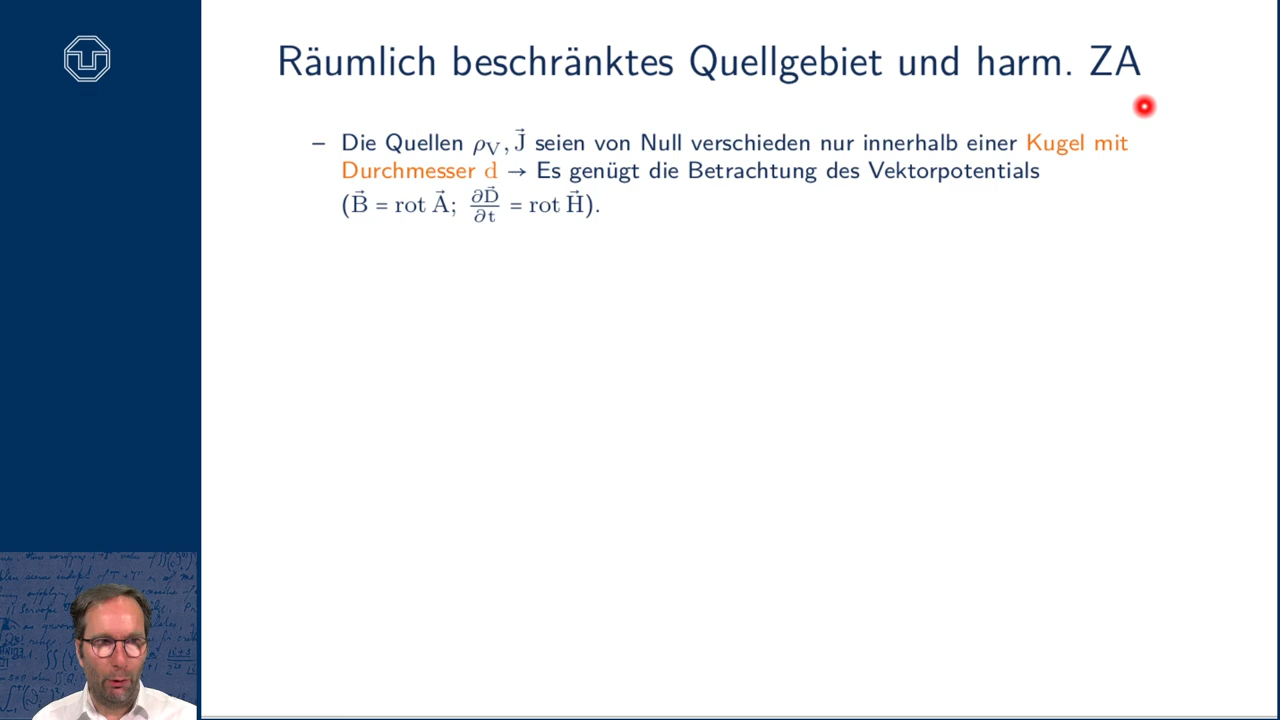 Räumlich beschränktes Quellgebiet und harm. ZA
– Die Quellen ρ_V, J⃗ seien von Null verschieden nur innerhalb einer Kugel mit
Durchmesser d → Es genügt die Betrachtung des Vektorpotentials
(B⃗ = rot A⃗; ∂D⃗/∂t = rot H⃗).